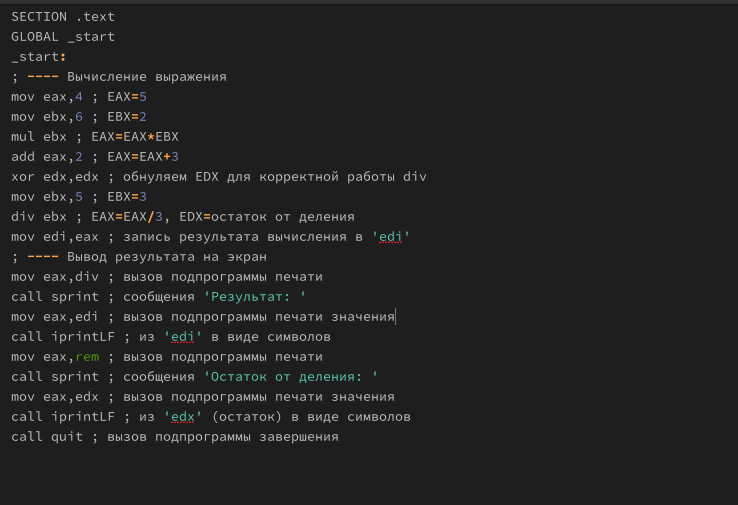 SECTION .text
GLOBAL _start
_start:
; ---- Вычисление выражения
mov eax,4 ; EAX=5
mov ebx,6 ; EBX=2
mul ebx ; EAX=EAX*EBX
add eax,2 ; EAX=EAX+3
xor edx,edx ; обнуляем EDX для корректной работы div
mov ebx,5 ; EBX=3
div ebx ; EAX=EAX/3, EDX=остаток от деления
mov edi,eax ; запись результата вычисления в 'edi'
; ---- Вывод результата на экран
mov eax,div ; вызов подпрограммы печати
call sprint ; сообщения 'Результат: '
mov eax,edi ; вызов подпрограммы печати значения
call iprintLF ; из 'edi' в виде символов
mov eax,rem ; вызов подпрограммы печати
call sprint ; сообщения 'Остаток от деления: '
mov eax,edx ; вызов подпрограммы печати значения
call iprintLF ; из 'edx' (остаток) в виде символов
call quit ; вызов подпрограммы завершения